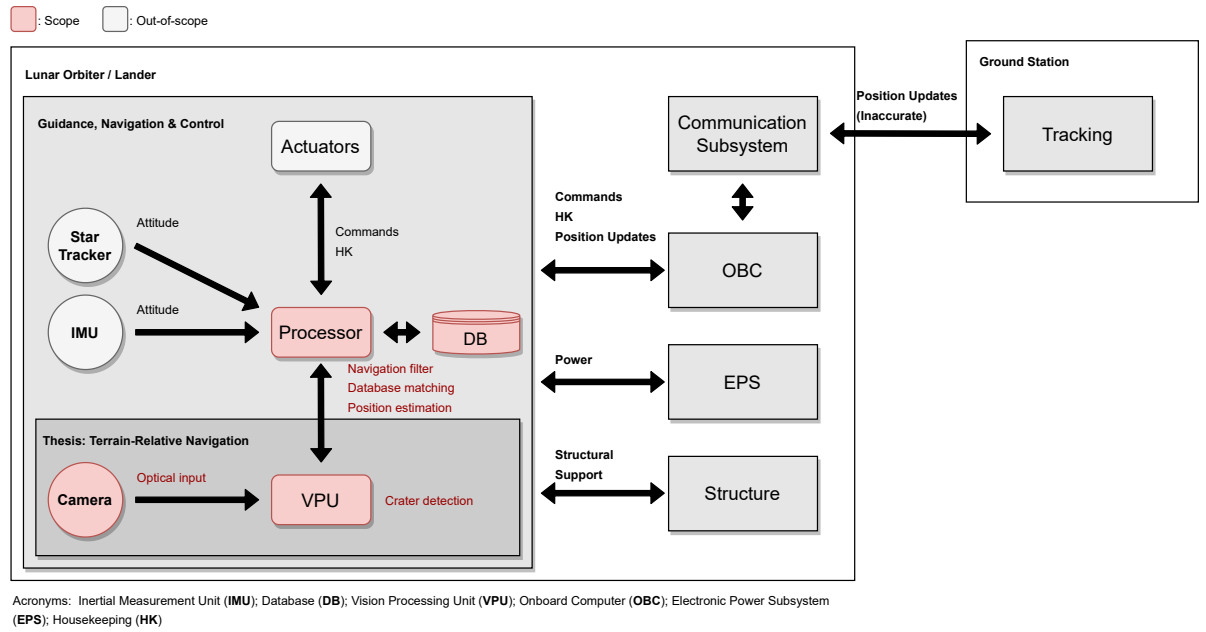 : Scope
: Out-of-scope
Lunar Orbiter / Lander
Guidance, Navigation & Control
Actuators
Star
Tracker
Attitude
Commands
HK
IMU
Attitude
Processor
DB
Navigation filter
Database matching
Position estimation
Thesis: Terrain-Relative Navigation
Camera
Optical input
VPU
Crater detection
Communication
Subsystem
Commands
HK
Position Updates
OBC
Power
EPS
Structural
Support
Structure
Position Updates
(Inaccurate)
Ground Station
Tracking
Acronyms: Inertial Measurement Unit (IMU); Database (DB); Vision Processing Unit (VPU); Onboard Computer (OBC); Electronic Power Subsystem
(EPS); Housekeeping (HK)